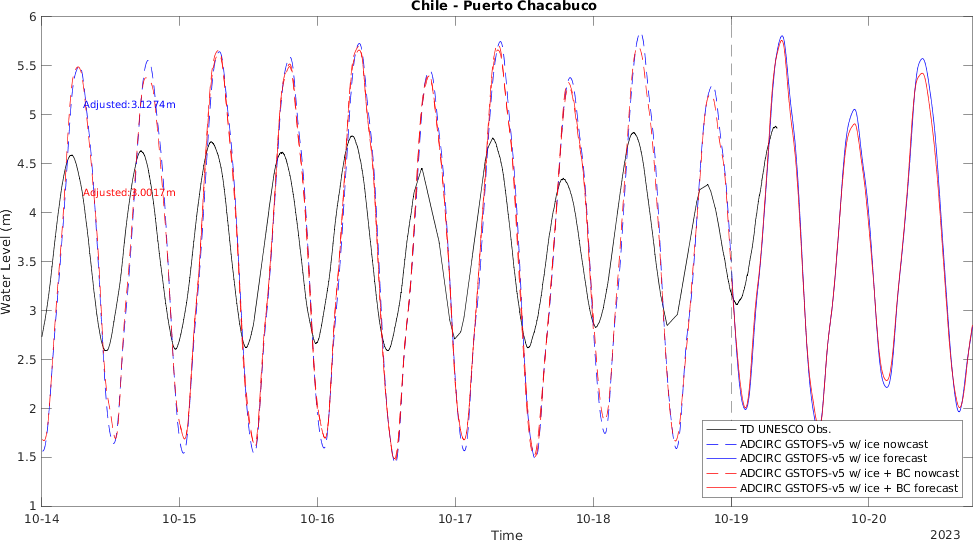 Chile - Puerto Chacabuco
6
5.5
5
4.5
4
3.5
3
2.5
2
1.5
1
Water Level (m)
Adjusted:3.1274m
Adjusted:3.0017m
TD UNESCO Obs.
ADCIRC GSTOFS-v5 w/ ice nowcast
ADCIRC GSTOFS-v5 w/ ice forecast
ADCIRC GSTOFS-v5 w/ ice + BC nowcast
ADCIRC GSTOFS-v5 w/ ice + BC forecast
10-14 10-15 10-16 10-17 10-18 10-19 10-20
Time
2023